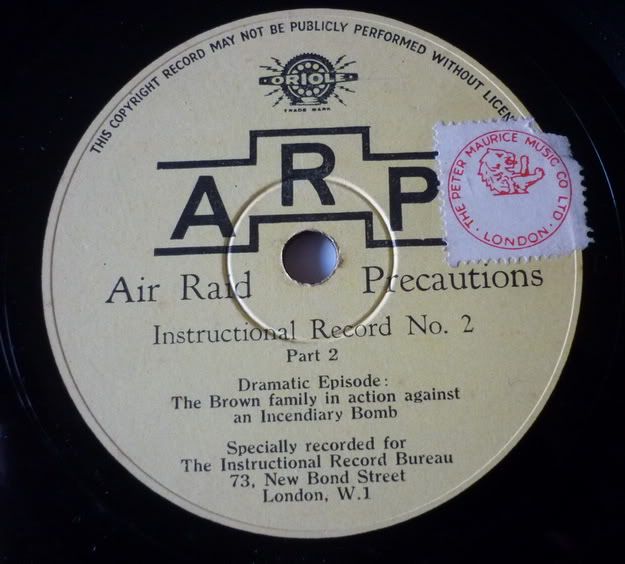 THIS COPYRIGHT RECORD MAY NOT BE PUBLICLY PERFORMED WITHOUT LICEN
ORIOLE
TRADE MARK
ARP
THE PETER MAURICE MUSIC CO LTD.
LONDON
Air Raid Precautions
Instructional Record No. 2
Part 2
Dramatic Episode:
The Brown family in action against
an Incendiary Bomb
Specially recorded for
The Instructional Record Bureau
73, New Bond Street
London, W.1